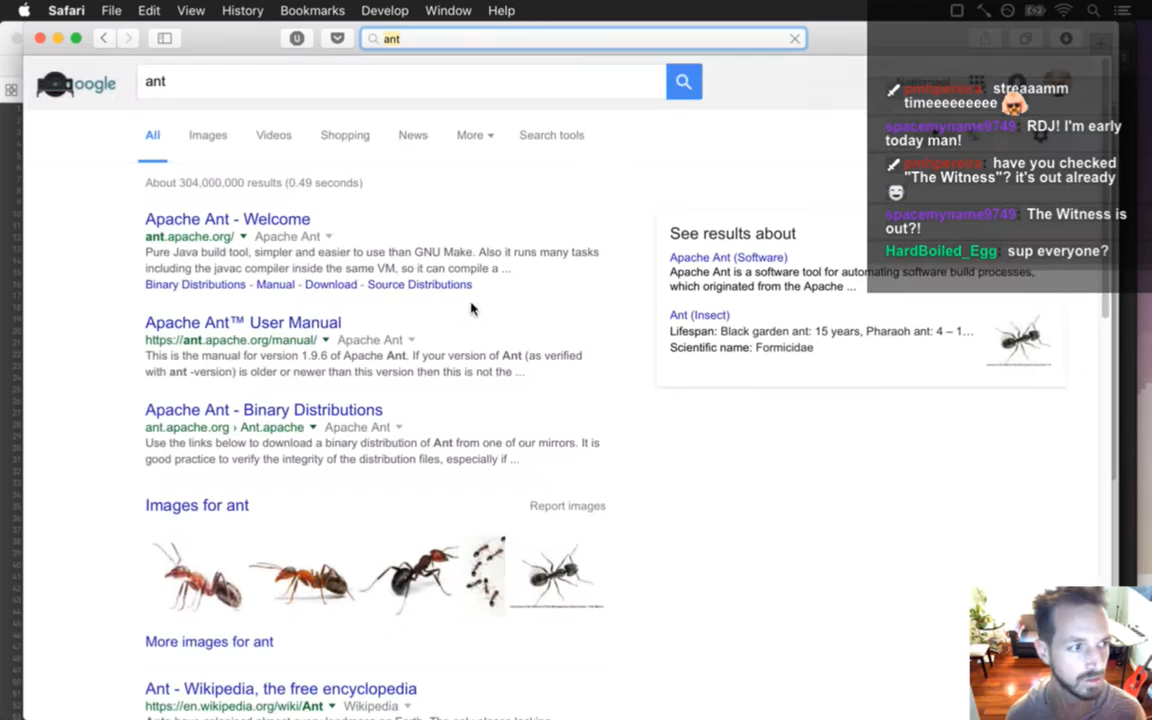 Safari File Edit View History Bookmarks Develop Window Help
ant
oogle
ant
All Images Videos Shopping News More Search tools
About 304,000,000 results (0.49 seconds)
Apache Ant - Welcome
ant.apache.org/ Apache Ant
Pure Java build tool, simpler and easier to use than GNU Make. Also it runs many tasks
including the javac compiler inside the same VM, so it can compile a ...
Binary Distributions - Manual - Download - Source Distributions
Apache Ant™ User Manual
https://ant.apache.org/manual/ Apache Ant
This is the manual for version 1.9.6 of Apache Ant. If your version of Ant (as verified
with ant -version) is older or newer than this version then this is not the ...
Apache Ant - Binary Distributions
ant.apache.org › Ant.apache Apache Ant
Use the links below to download a binary distribution of Ant from one of our mirrors. It is
good practice to verify the integrity of the distribution files, especially if ...
Images for ant Report images
More images for ant
Ant - Wikipedia, the free encyclopedia
https://en.wikipedia.org/wiki/Ant Wikipedia
See results about
Apache Ant (Software)
Apache Ant is a software tool for automating software build processes,
which originated from the Apache ...
Ant (Insect)
Lifespan: Black garden ant: 15 years, Pharaoh ant: 4 – 1...
Scientific name: Formicidae
pmhpereira: streaaamm
timeeeeeeeee
spacemyname9749: RDJ! I'm early
today man!
pmhpereira: have you checked
"The Witness"? it's out already
spacemyname9749: The Witness is
out?!
HardBoiled_Egg: sup everyone?